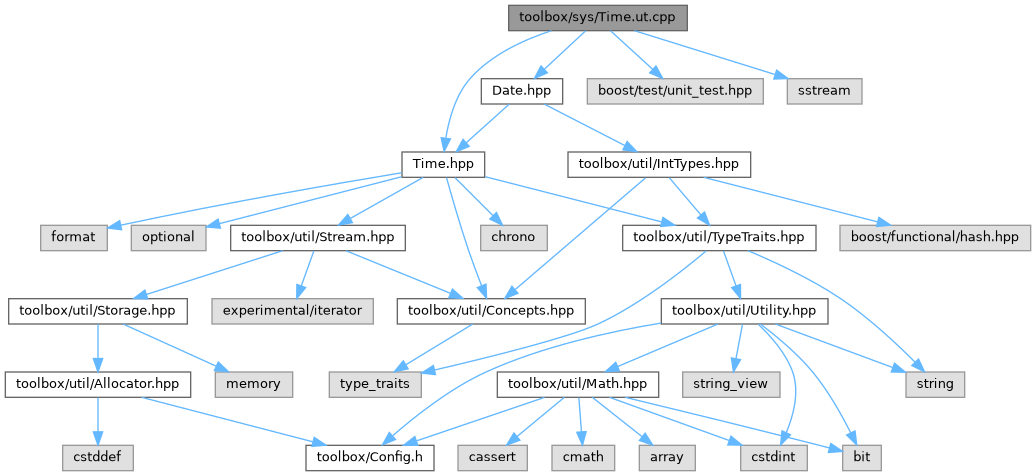 toolbox/sys/Time.ut.cpp
Date.hpp
boost/test/unit_test.hpp
sstream
Time.hpp
toolbox/util/IntTypes.hpp
format
optional
toolbox/util/Stream.hpp
chrono
toolbox/util/TypeTraits.hpp
boost/functional/hash.hpp
toolbox/util/Storage.hpp
experimental/iterator
toolbox/util/Concepts.hpp
toolbox/util/Utility.hpp
toolbox/util/Allocator.hpp
memory
type_traits
toolbox/util/Math.hpp
string_view
string
cstddef
toolbox/Config.h
cassert
cmath
array
cstdint
bit